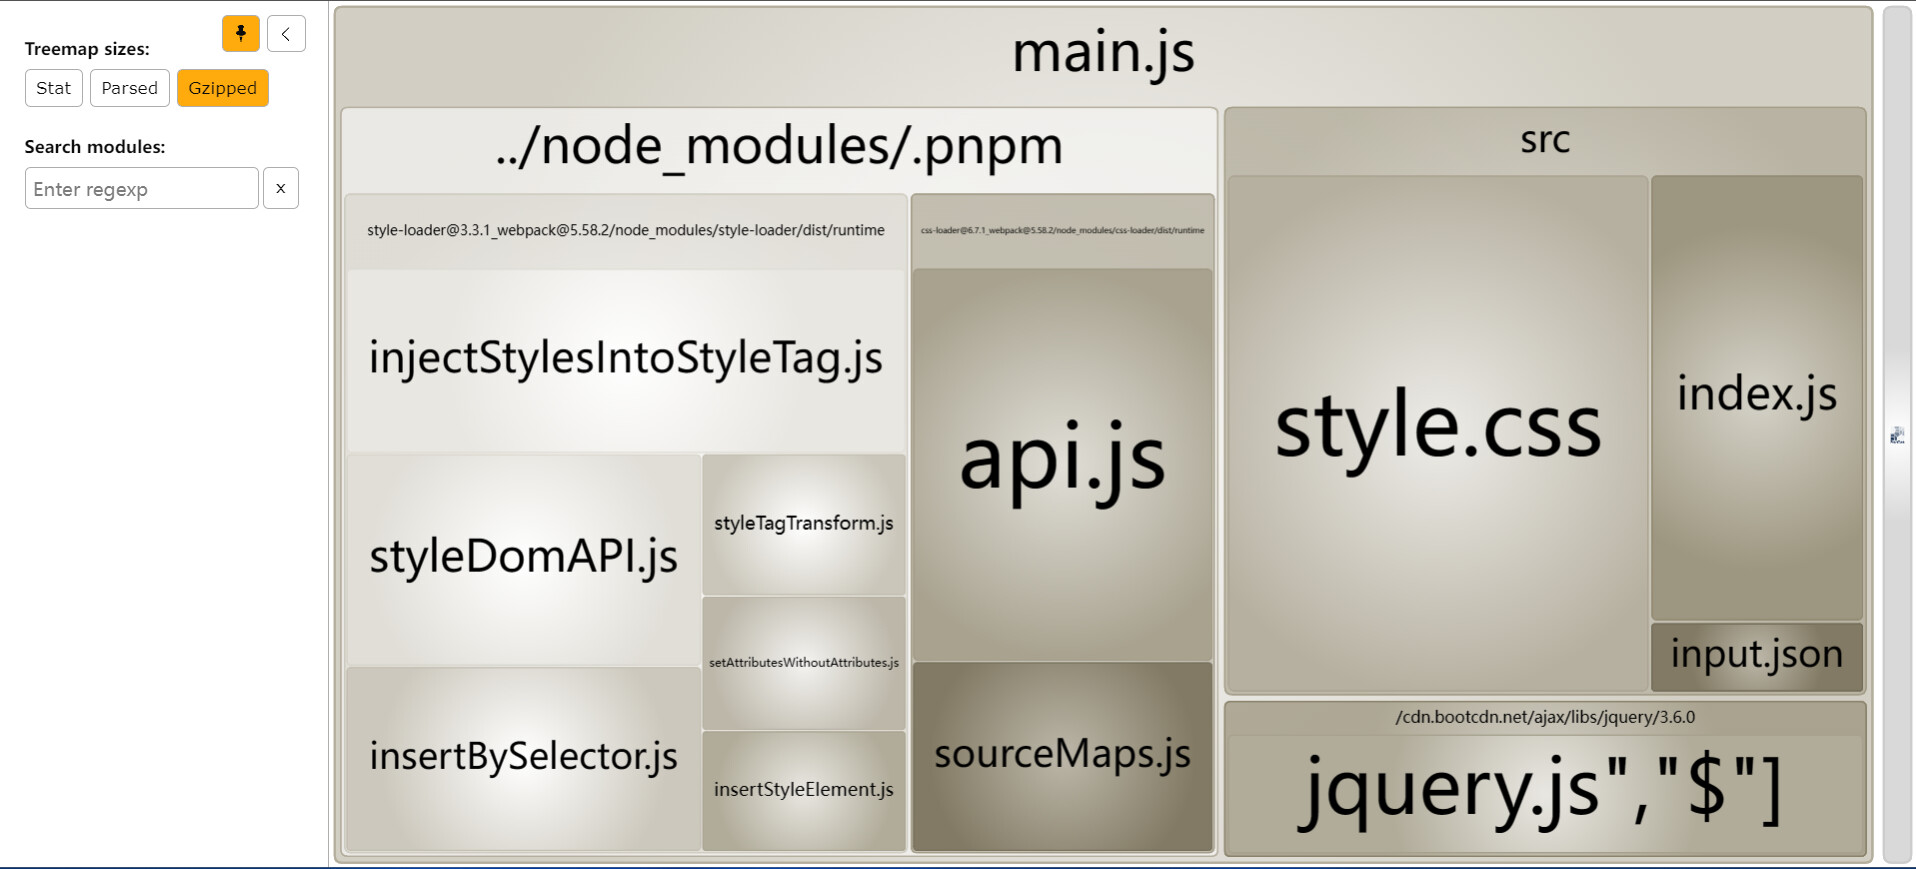 Treemap sizes:
<
Stat
Parsed
Gzipped
Search modules:
Enter regexp
x
main.js
../node_modules/.pnpm
style-loader@3.3.1_webpack@5.58.2/node_modules/style-loader/dist/runtime
injectStylesIntoStyleTag.js
styleDomAPI.js
insertBySelector.js
styleTagTransform.js
setAttributesWithoutAttributes.js
insertStyleElement.js
css-loader@6.7.1_webpack@5.58.2/node_modules/css-loader/dist/runtime
api.js
sourceMaps.js
src
style.css
index.js
input.json
/cdn.bootcdn.net/ajax/libs/jquery/3.6.0
jquery.js","$"]